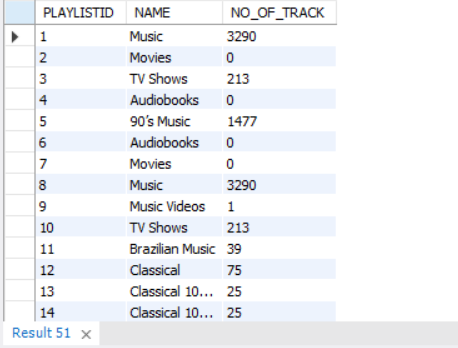 PLAYLISTID NAME NO_OF_TRACK
1 Music 3290
2 Movies 0
3 TV Shows 213
4 Audiobooks 0
5 90’s Music 1477
6 Audiobooks 0
7 Movies 0
8 Music 3290
9 Music Videos 1
10 TV Shows 213
11 Brazilian Music 39
12 Classical 75
13 Classical 10... 25
14 Classical 10... 25
Result 51